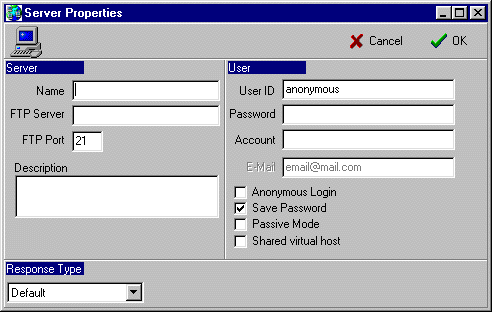 Server Properties
Cancel
OK
Server
Name
FTP Server
FTP Port
21
Description
User
User ID
anonymous
Password
Account
E-Mail
email@mail.com
Anonymous Login
Save Password
Passive Mode
Shared virtual host
Response Type
Default